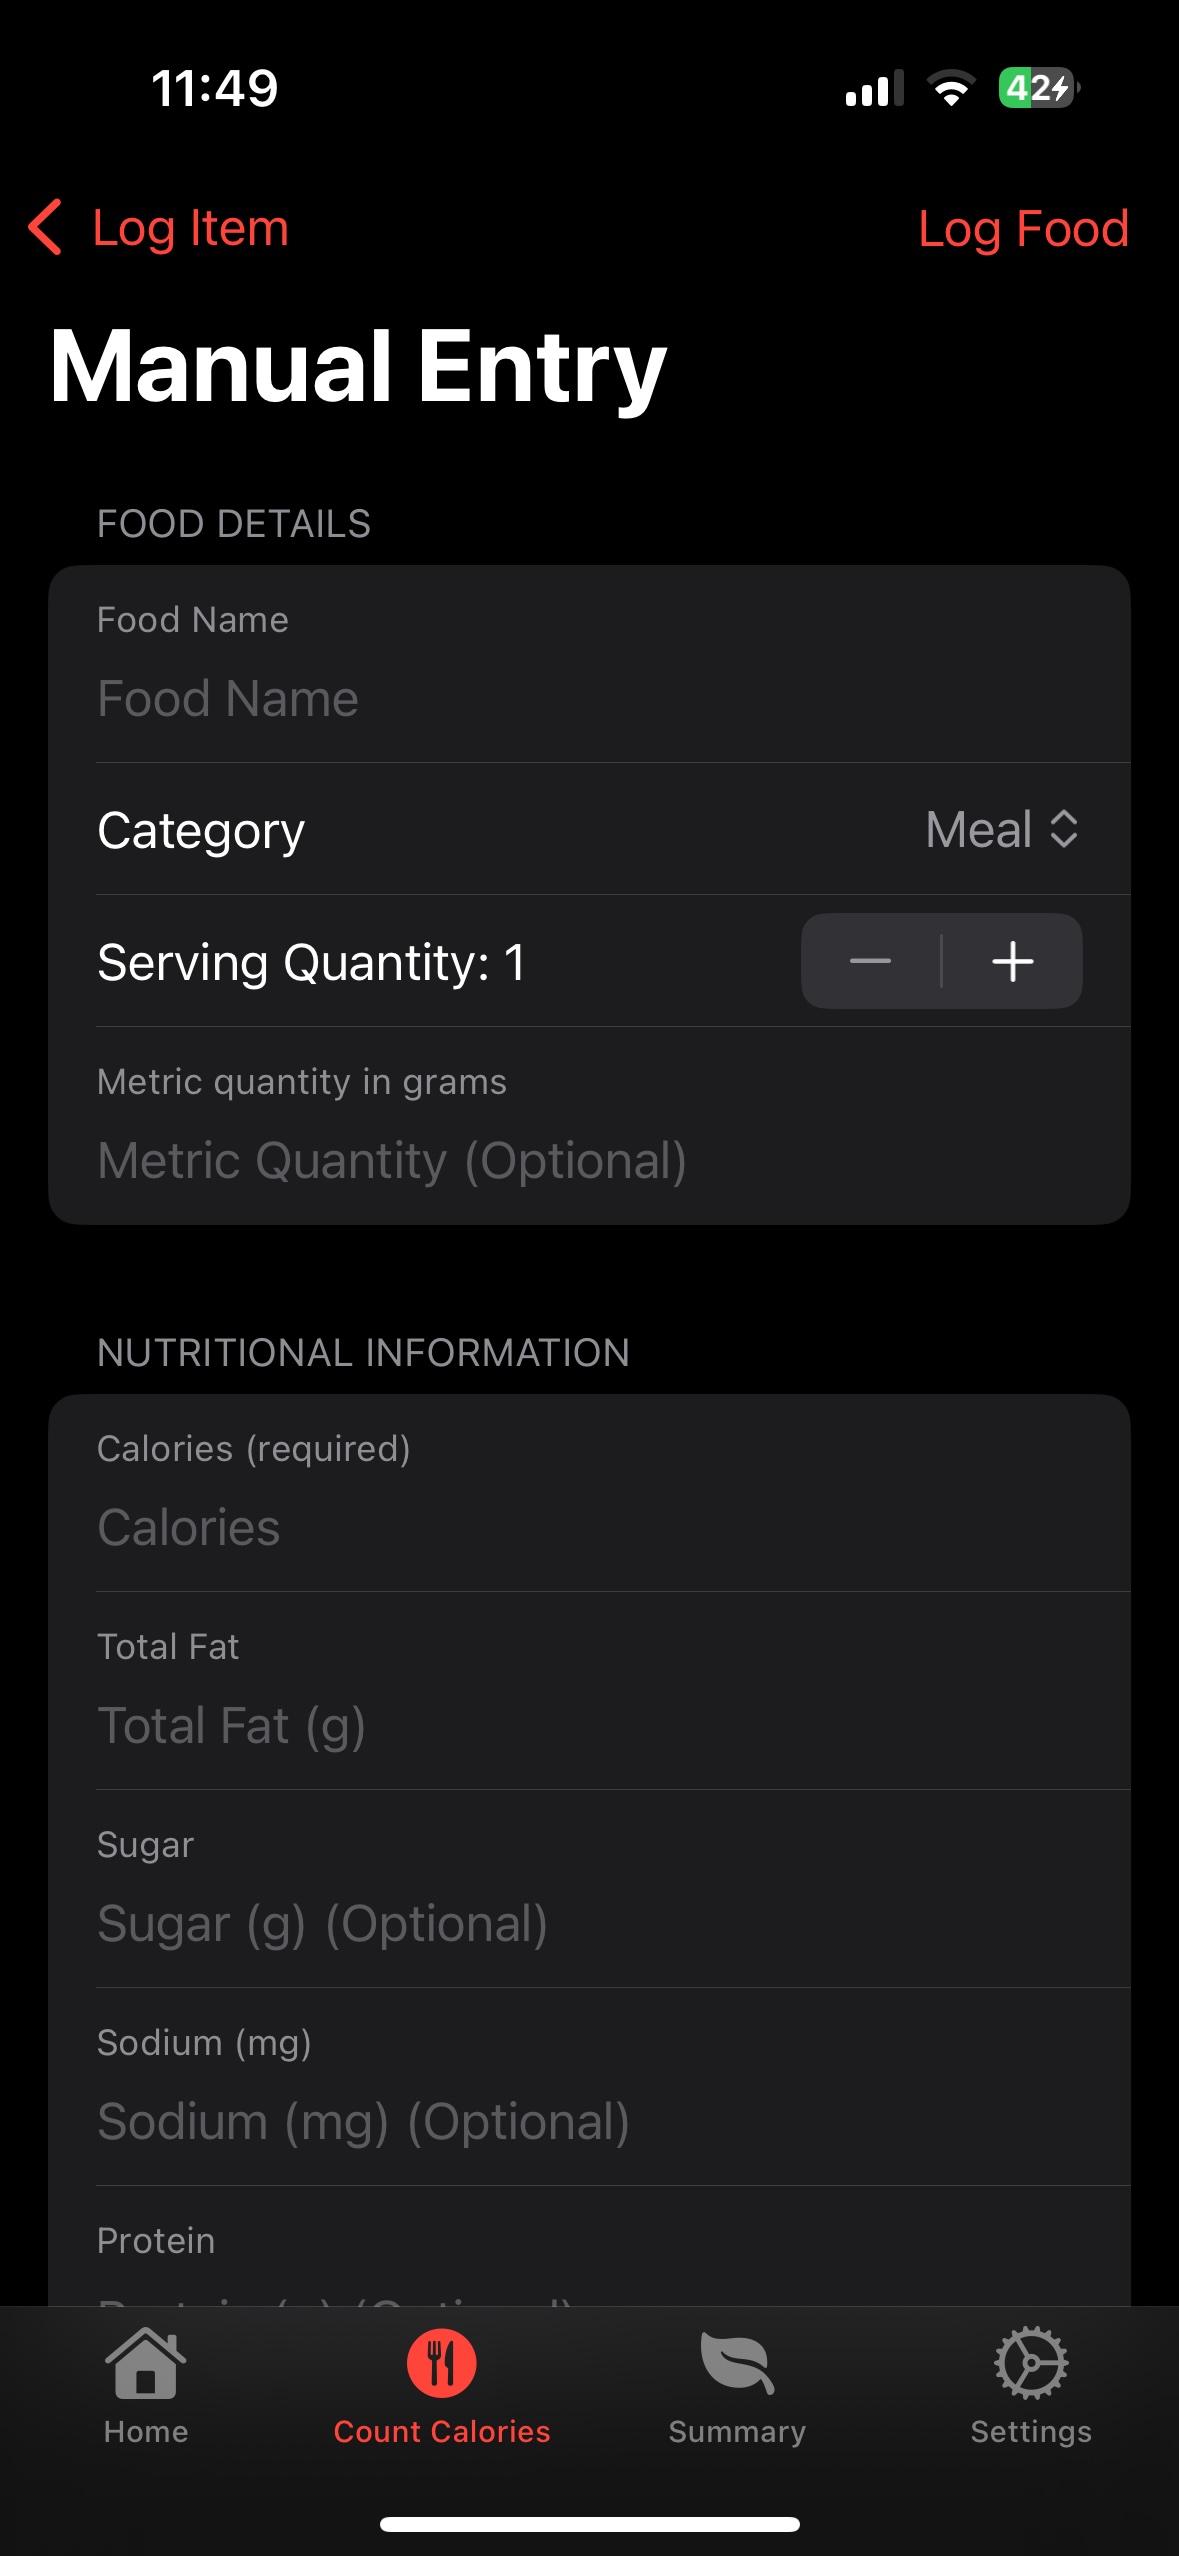 11:49
42
Log Item
Log Food
Manual Entry
FOOD DETAILS
Food Name
Food Name
Category
Meal
Serving Quantity: 1
Metric quantity in grams
Metric Quantity (Optional)
NUTRITIONAL INFORMATION
Calories (required)
Calories
Total Fat
Total Fat (g)
Sugar
Sugar (g) (Optional)
Sodium (mg)
Sodium (mg) (Optional)
Protein
Protein (g) (Optional)
Home
Count Calories
Summary
Settings